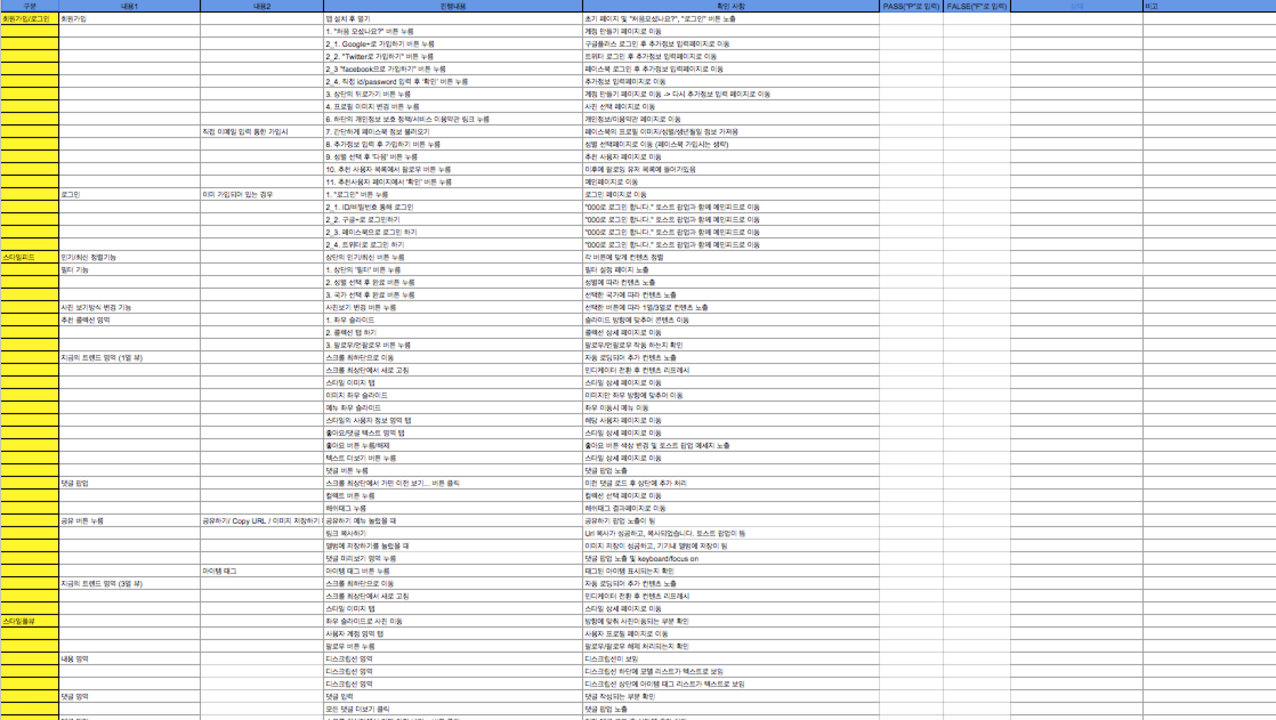 구분 내용1 내용2 진행내용 확인 사항 PASS("P"로 입력) FALSE("F"로 입력) 비고
회원가입/로그인 회원가입 앱 설치 후 열기 초기 페이지 및 "처음오셨나요?", "로그인" 버튼 노출
1. "처음 오셨나요?" 버튼 누름 계정 만들기 페이지로 이동
2_1. Google+로 가입하기 버튼 누름 구글플러스 로그인 후 추가정보 입력페이지로 이동
2_2. "Twitter로 가입하기" 버튼 누름 트위터 로그인 후 추가정보 입력페이지로 이동
2_3 "facebook으로 가입하기" 버튼 누름 페이스북 로그인 후 추가정보 입력페이지로 이동
2_4. 직접 id/password 입력 후 '확인' 버튼 누름 추가정보 입력페이지로 이동
3. 상단의 뒤로가기 버튼 누름 계정 만들기 페이지로 이동 -> 다시 추가정보 입력 페이지로 이동
4. 프로필 이미지 변경 버튼 누름 사진 선택 페이지로 이동
6. 하단의 개인정보 보호 정책/서비스 이용약관 링크 누름 개인정보/이용약관 페이지로 이동
직접 이메일 입력 통한 가입시 7. 간단하게 페이스북 정보 불러오기 페이스북의 프로필 이미지/성별/생년월일 정보 가져옴
8. 추가정보 입력 후 가입하기 버튼 누름 성별 선택페이지로 이동 (페이스북 가입시는 생략)
9. 성별 선택 후 '다음' 버튼 누름 추천 사용자 페이지로 이동
10. 추천 사용자 목록에서 팔로우 버튼 누름 이후에 팔로잉 유저 목록에 들어가있음
11. 추천사용자 페이지에서 '확인' 버튼 누름 메인페이지로 이동
로그인 이미 가입되어 있는 경우 1. "로그인" 버튼 누름 로그인 페이지로 이동
2_1. ID/비밀번호 통해 로그인 "000로 로그인 합니다." 토스트 팝업과 함께 메인피드로 이동
2_2. 구글+로 로그인하기 "000로 로그인 합니다." 토스트 팝업과 함께 메인피드로 이동
2_3. 페이스북으로 로그인 하기 "000로 로그인 합니다." 토스트 팝업과 함께 메인피드로 이동
2_4. 트위터로 로그인 하기 "000로 로그인 합니다." 토스트 팝업과 함께 메인피드로 이동
스타일피드 인기/최신 정렬기능 상단의 인기/최신 버튼 누름 각 버튼에 맞게 컨텐츠 정렬
필터 기능 1. 상단의 '필터' 버튼 누름 필터 설정 페이지 노출
2. 성별 선택 후 완료 버튼 누름 성별에 따라 컨텐츠 노출
3. 국가 선택 후 완료 버튼 누름 선택한 국가에 따라 컨텐츠 노출
사진 보기방식 변경 기능 사진보기 변경 버튼 누름 선택한 버튼에 따라 1열/3열로 컨텐츠 노출
추천 콜렉션 영역 1. 좌우 슬라이드 슬라이드 방향에 맞추어 콘텐츠 이동
2. 콜렉션 탭 하기 콜렉션 상세 페이지로 이동
3. 팔로우/언팔로우 버튼 누름 팔로우/언팔로우 작동 하는지 확인
지금의 트렌드 영역 (1열 뷰) 스크롤 최하단으로 이동 자동 로딩되어 추가 컨텐츠 노출
스크롤 최상단에서 새로 고침 인디케이터 전환 후 컨텐츠 리프레시
스타일 이미지 탭 스타일 상세 페이지로 이동
이미지 좌우 슬라이드 이미지만 좌우 방향에 맞추어 이동
메뉴 좌우 슬라이드 좌우 이동시 메뉴 이동
스타일의 사용자 정보 영역 탭 해당 사용자 페이지로 이동
좋아요/댓글 텍스트 영역 탭 스타일 상세 페이지로 이동
좋아요 버튼 누름/해제 좋아요 버튼 색상 변경 및 토스트 팝업 메세지 노출
텍스트 더보기 버튼 누름 스타일 상세 페이지로 이동
댓글 버튼 누름 댓글 팝업 노출
댓글 팝업 스크롤 최상단에서 가민 이전 보기... 버튼 클릭 이전 댓글 로드 후 상단에 추가 처리
컬렉트 버튼 누름 컬렉션 선택 페이지로 이동
해쉬태그 누름 해쉬태그 결과페이지로 이동
공유 버튼 누름 공유하기/ Copy URL / 이미지 저장하기 공유하기 메뉴 눌렀을 때 공유하기 팝업 노출이 됨
링크 복사하기 Url 복사가 성공하고, 복사되었습니다. 토스트 팝업이 뜸
앨범에 저장하기를 눌렀을 때 이미지 저장이 성공하고, 기기내 앨범에 저장이 됨
댓글 미리보기 영역 누름 댓글 팝업 노출 및 keyboard/focus on
아이템 태그 아이템 태그 버튼 누름 태그된 아이템 표시되는지 확인
지금의 트렌드 영역 (3열 뷰) 스크롤 최하단으로 이동 자동 로딩되어 추가 컨텐츠 노출
스크롤 최상단에서 새로 고침 인디케이터 전환 후 컨텐츠 리프레시
스타일 이미지 탭 스타일 상세 페이지로 이동
스타일풀뷰 좌우 슬라이드로 사진 이동 방향에 맞춰 사진이동되는 부분 확인
사용자 계정 영역 탭 사용자 프로필 페이지로 이동
팔로우 버튼 누름 팔로우/팔로우 해제 처리되는지 확인
내용 영역 디스크립션 영역 디스크립션이 보임
디스크립션 영역 디스크립션 하단에 모델 리스트가 텍스트로 보임
디스크립션 영역 디스크립션 상단에 아이템 태그 리스트가 텍스트로 보임
댓글 영역 댓글 입력 댓글 작성되는 부분 확인
모든 댓글 더보기 클릭 댓글 팝업 노출